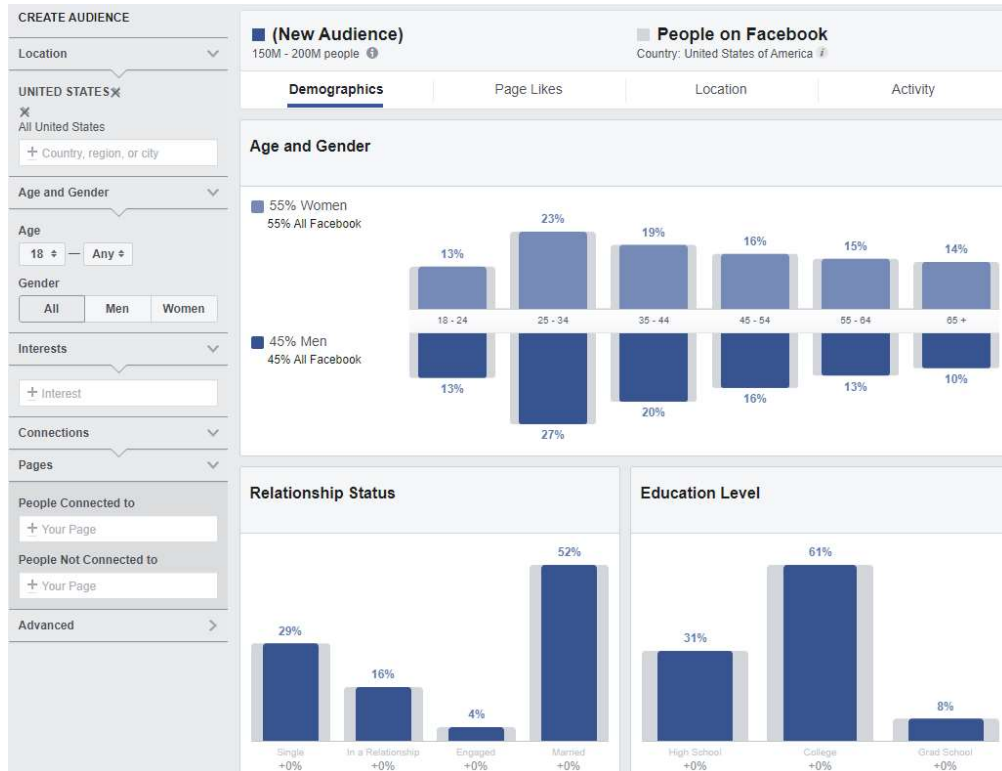 CREATE AUDIENCE
Location
UNITED STATES
All United States
+ Country, region, or city
Age and Gender
Age
18 — Any
Gender
All Men Women
Interests
+ Interest
Connections
Pages
People Connected to
+ Your Page
People Not Connected to
+ Your Page
Advanced
(New Audience)
150M - 200M people
People on Facebook
Country: United States of America
Demographics Page Likes Location Activity
Age and Gender
55% Women
55% All Facebook
13% 23% 19% 16% 15% 14%
18 - 24 25 - 34 35 - 44 45 - 54 55 - 64 65 +
45% Men
45% All Facebook
13% 27% 20% 16% 13% 10%
Relationship Status
29% 16% 4% 52%
Single In a Relationship Engaged Married
+0% +0% +0% +0%
Education Level
31% 61% 8%
High School College Grad School
+0% +0% +0%